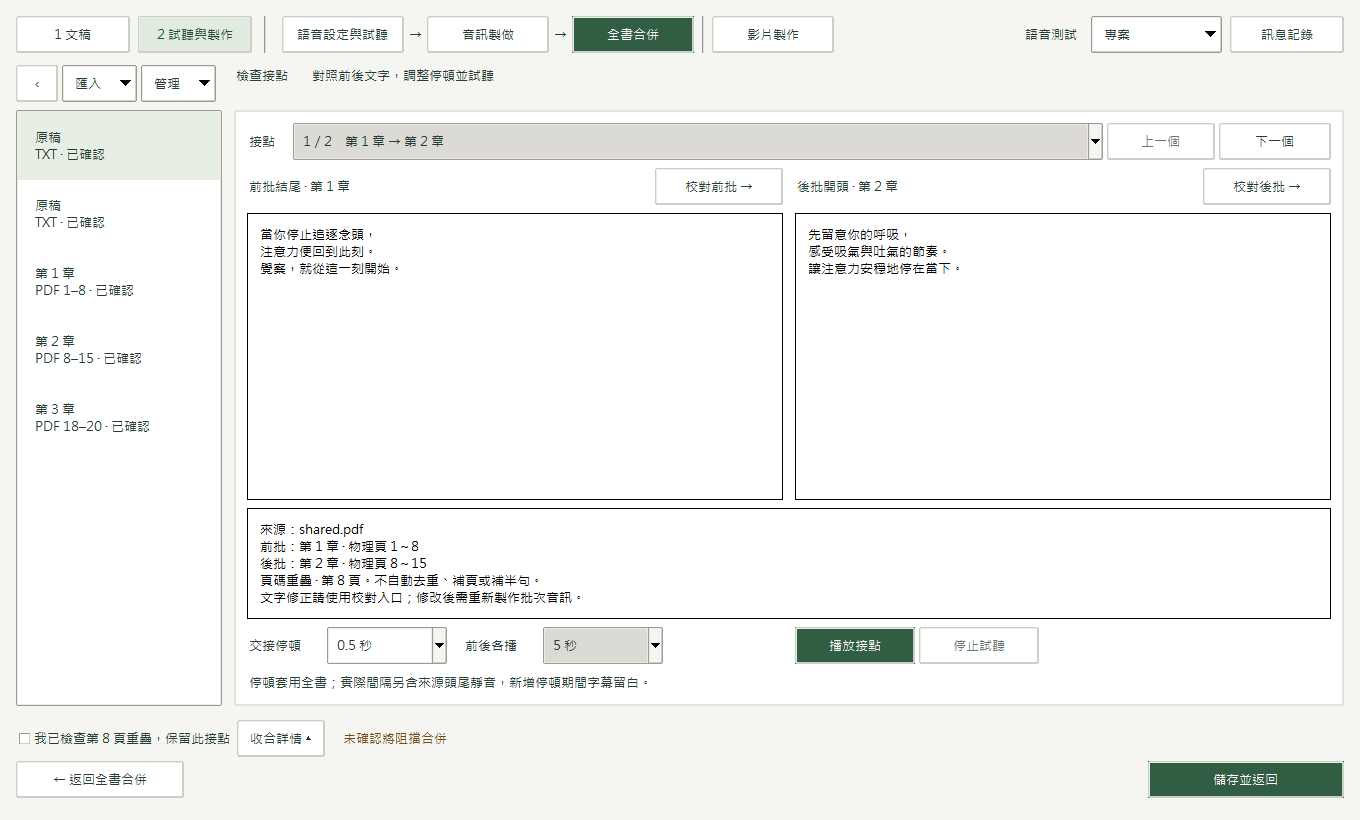 1 文稿
2 試聽與製作
語音設定與試聽
→
音訊製做
→
全書合併
影片製作
語音測試
專案
訊息記錄
‹
匯入
管理
檢查接點
對照前後文字，調整停頓並試聽
原稿
TXT · 已確認
原稿
TXT · 已確認
第 1 章
PDF 1–8 · 已確認
第 2 章
PDF 8–15 · 已確認
第 3 章
PDF 18–20 · 已確認
接點
1 / 2 第 1 章 → 第 2 章
上一個
下一個
前批結尾 · 第 1 章
校對前批 →
後批開頭 · 第 2 章
校對後批 →
當你停止追逐念頭，
注意力便回到此刻。
覺察，就從這一刻開始。
先留意你的呼吸，
感受吸氣與吐氣的節奏。
讓注意力安穩地停在當下。
來源：shared.pdf
前批：第 1 章 · 物理頁 1～8
後批：第 2 章 · 物理頁 8～15
頁碼重疊 · 第 8 頁。不自動去重、補頁或補半句。
文字修正請使用校對入口；修改後需重新製作批次音訊。
交接停頓
0.5 秒
前後各播
5 秒
播放接點
停止試聽
停頓套用全書；實際間隔另含來源頭尾靜音，新增停頓期間字幕留白。
我已檢查第 8 頁重疊，保留此接點
收合詳情 ▴
未確認將阻擋合併
← 返回全書合併
儲存並返回